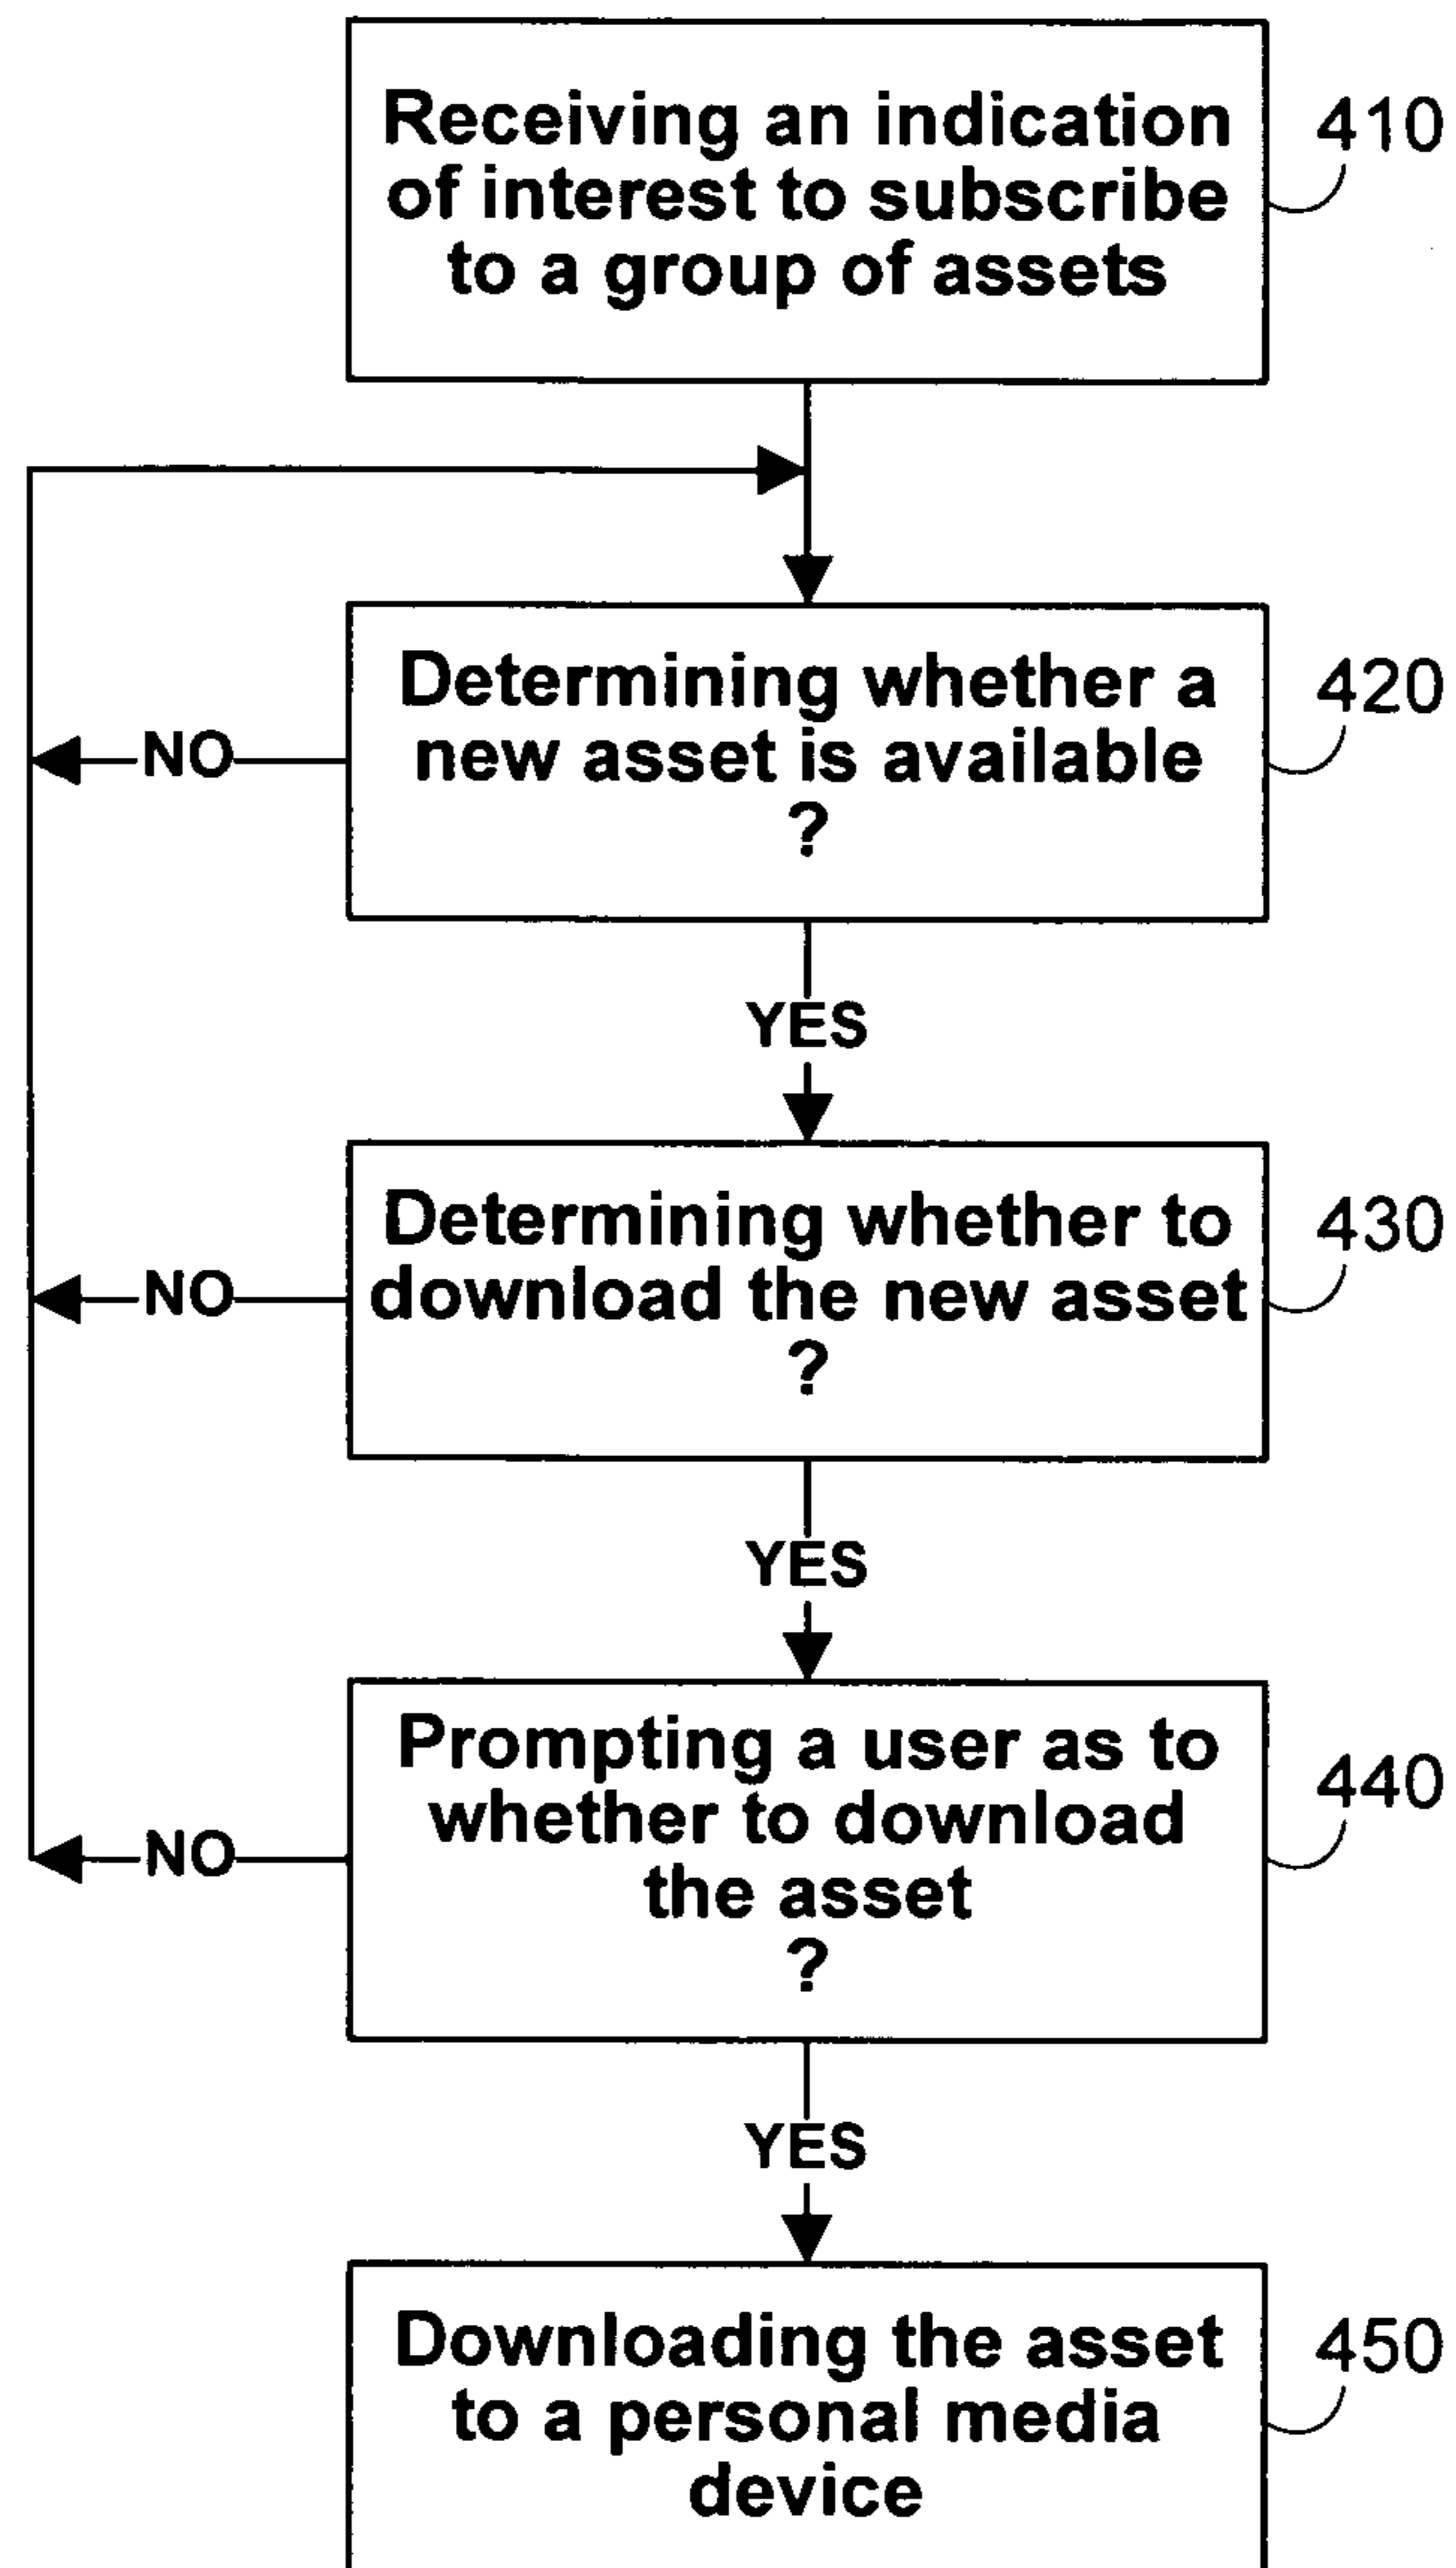 Receiving an indication
of interest to subscribe
to a group of assets
410
Determining whether a
new asset is available
?
420
NO
YES
Determining whether to
download the new asset
?
430
NO
YES
Prompting a user as to
whether to download
the asset
?
440
NO
YES
Downloading the asset
to a personal media
device
450